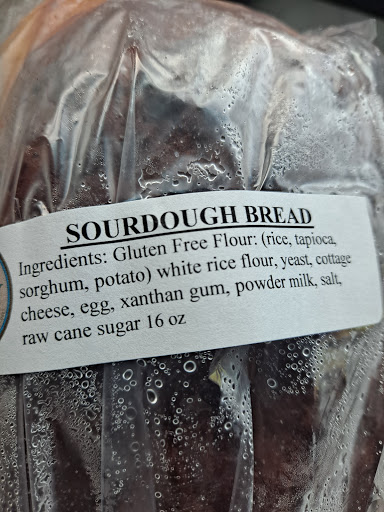 SOURDOUGH BREAD
Ingredients: Gluten Free Flour: (rice, tapioca,
sorghum, potato) white rice flour, yeast, cottage
cheese, egg, xanthan gum, powder milk, salt,
raw cane sugar 16 oz